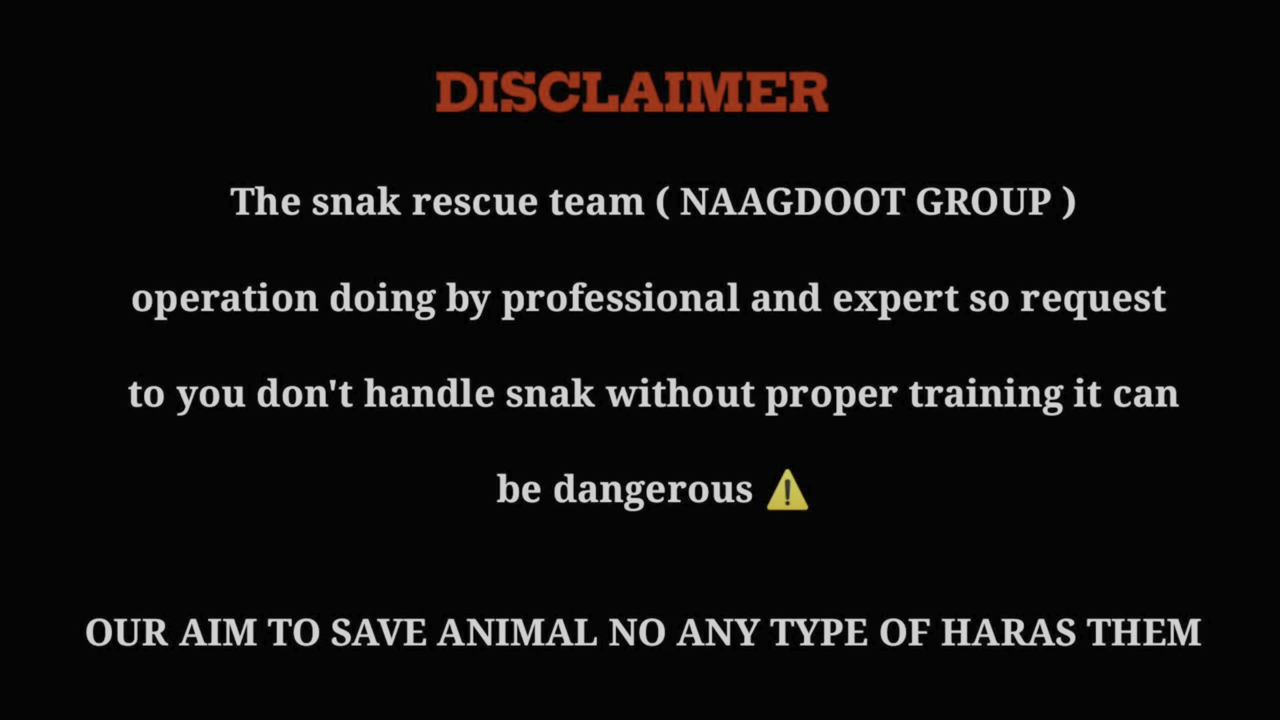 DISCLAIMER
The snak rescue team ( NAAGDOOT GROUP )
operation doing by professional and expert so request
to you don't handle snak without proper training it can
be dangerous ⚠️
OUR AIM TO SAVE ANIMAL NO ANY TYPE OF HARAS THEM